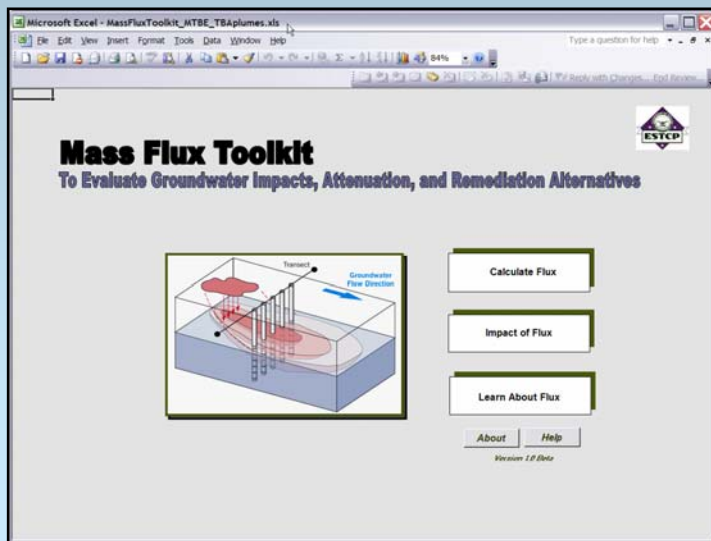 Microsoft Excel - MassFluxToolkit_MTBE_TBAplumes.xls
File Edit View Insert Format Tools Data Window Help
Type a question for help
84%
Reply with Changes... End Review...
ESTCP
Mass Flux Toolkit
To Evaluate Groundwater Impacts, Attenuation, and Remediation Alternatives
Transect
Groundwater
Flow Direction
Calculate Flux
Impact of Flux
Learn About Flux
About Help
Version 1.0 Beta